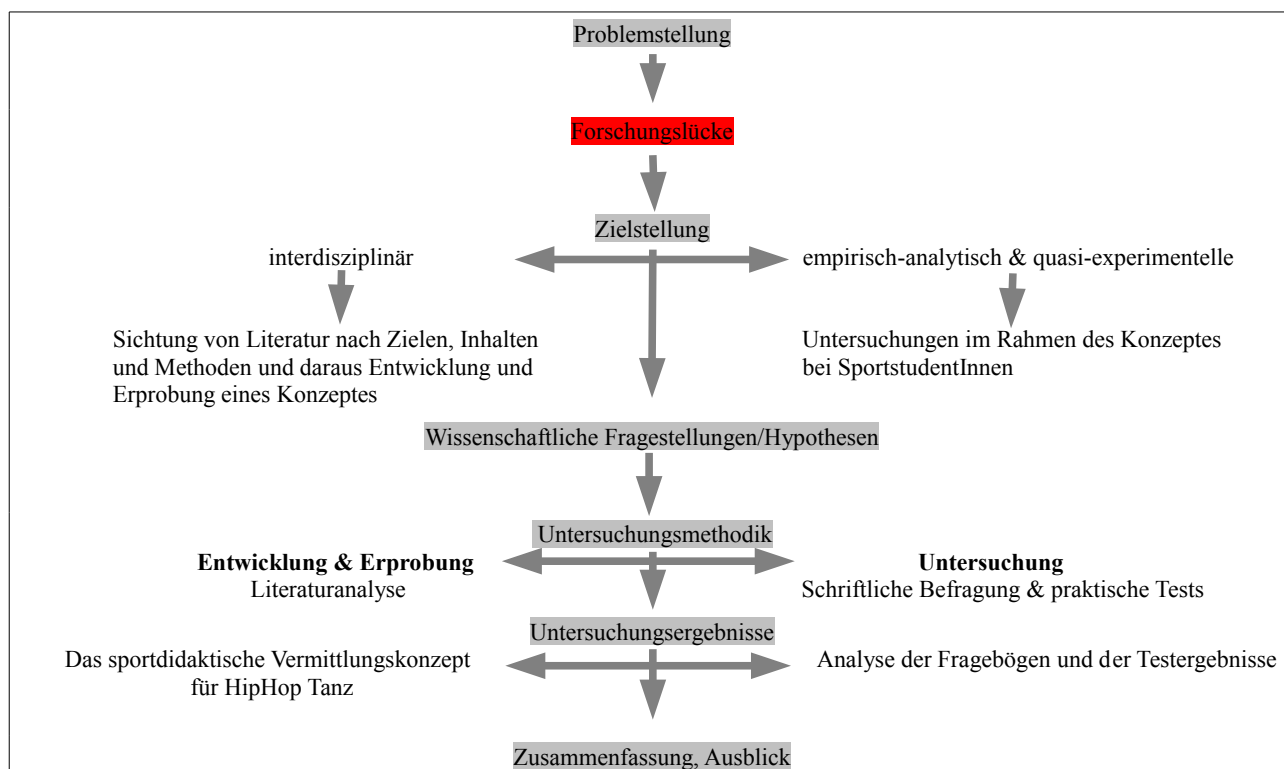 Problemstellung
Forschungslücke
Zielstellung
interdisziplinär
empirisch-analytisch & quasi-experimentelle
Sichtung von Literatur nach Zielen, Inhalten
und Methoden und daraus Entwicklung und
Erprobung eines Konzeptes
Untersuchungen im Rahmen des Konzeptes
bei SportstudentInnen
Wissenschaftliche Fragestellungen/Hypothesen
Untersuchungsmethodik
Entwicklung & Erprobung
Literaturanalyse
Untersuchung
Schriftliche Befragung & praktische Tests
Untersuchungsergebnisse
Das sportdidaktische Vermittlungskonzept
für HipHop Tanz
Analyse der Fragebögen und der Testergebnisse
Zusammenfassung, Ausblick